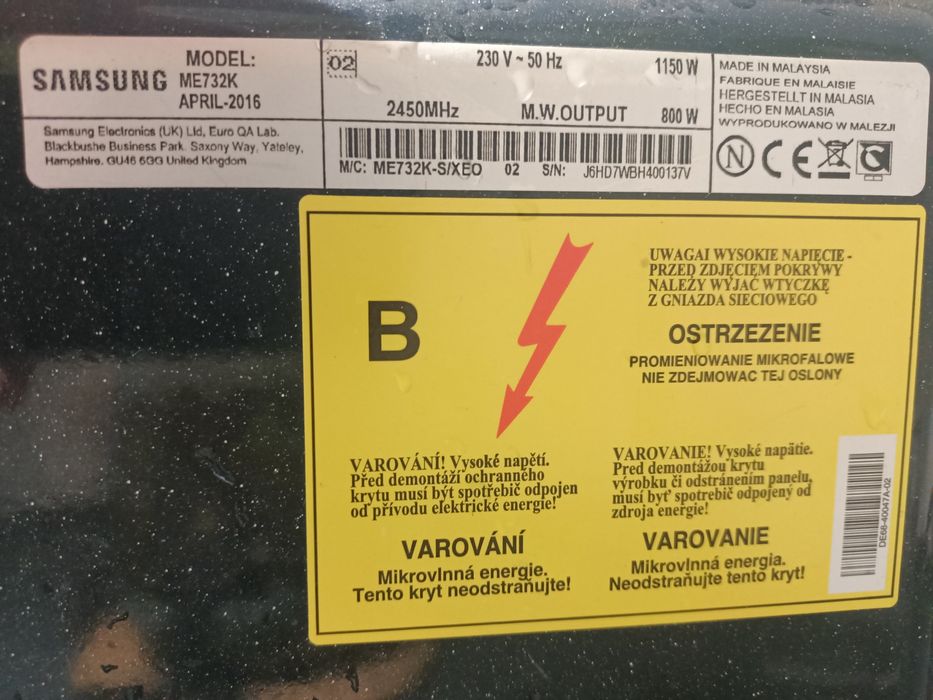 SAMSUNG
MODEL:
ME732K
APRIL-2016
Samsung Electronics (UK) Ltd, Euro QA Lab.
Blackbushe Business Park. Saxony Way, Yateley,
Hampshire. GU46 6GG United Kingdom
02
230 V ~ 50 Hz
1150 W
2450MHz
M.W.OUTPUT
800 W
M/C: ME732K-S/XEO 02 S/N: J6HD7WBH400137V
MADE IN MALAYSIA
FABRIQUE EN MALAISIE
HERGESTELLT IN MALASIA
HECHO EN MALASIA
WYPRODUKOWANO W MALEZJI
N CE
B
UWAGAI WYSOKIE NAPIĘCIE -
PRZED ZDJĘCIEM POKRYWY
NALEŻY WYJAĆ WTYCZKĘ
Z GNIAZDA SIECIOWEGO
OSTRZEZENIE
PROMIENIOWANIE MIKROFALOWE
NIE ZDEJMOWAC TEJ OSLONY
VAROVÁNÍ! Vysoké napětí.
Před demontáží ochranného
krytu musí být spotřebič odpojen
od přívodu elektrické energie!
VAROVÁNÍ
Mikrovlnná energie.
Tento kryt neodstraňujte!
VAROVANIE! Vysoké napätie.
Pred demontážou krytu
výrobku či odstránením panelu,
musí byť spotrebič odpojený od
zdroja energie!
VAROVANIE
Mikrovlnná energia.
Neodstraňujte tento kryt!
DE68-40047A-02